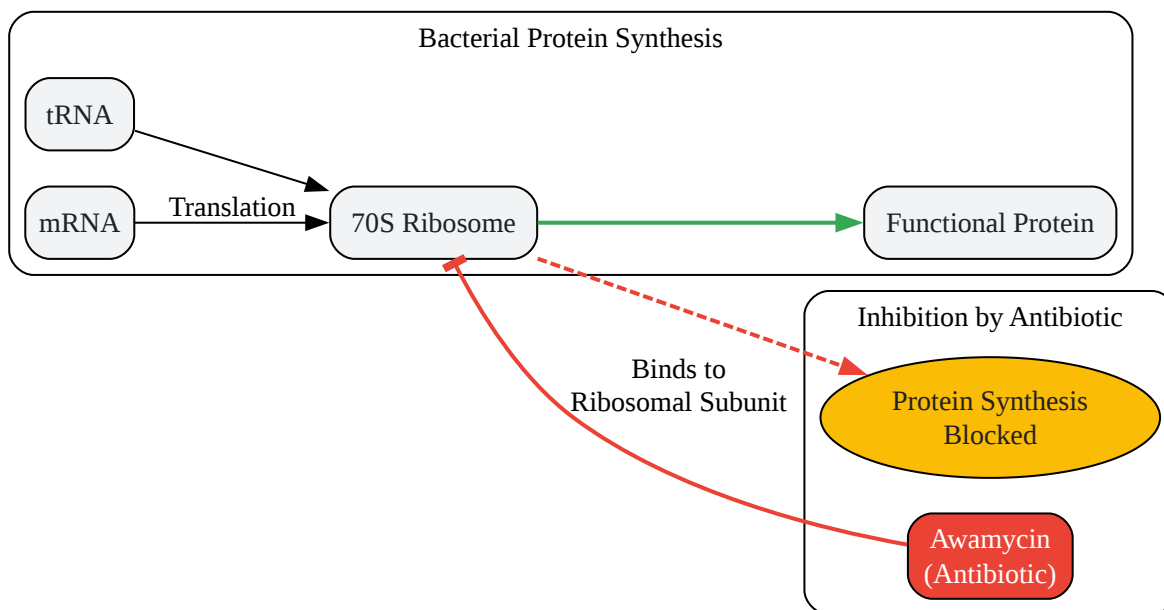 Bacterial Protein Synthesis
tRNA
mRNA
Translation
70S Ribosome
Functional Protein
Inhibition by Antibiotic
Binds to
Ribosomal Subunit
Protein Synthesis
Blocked
Awamycin
(Antibiotic)